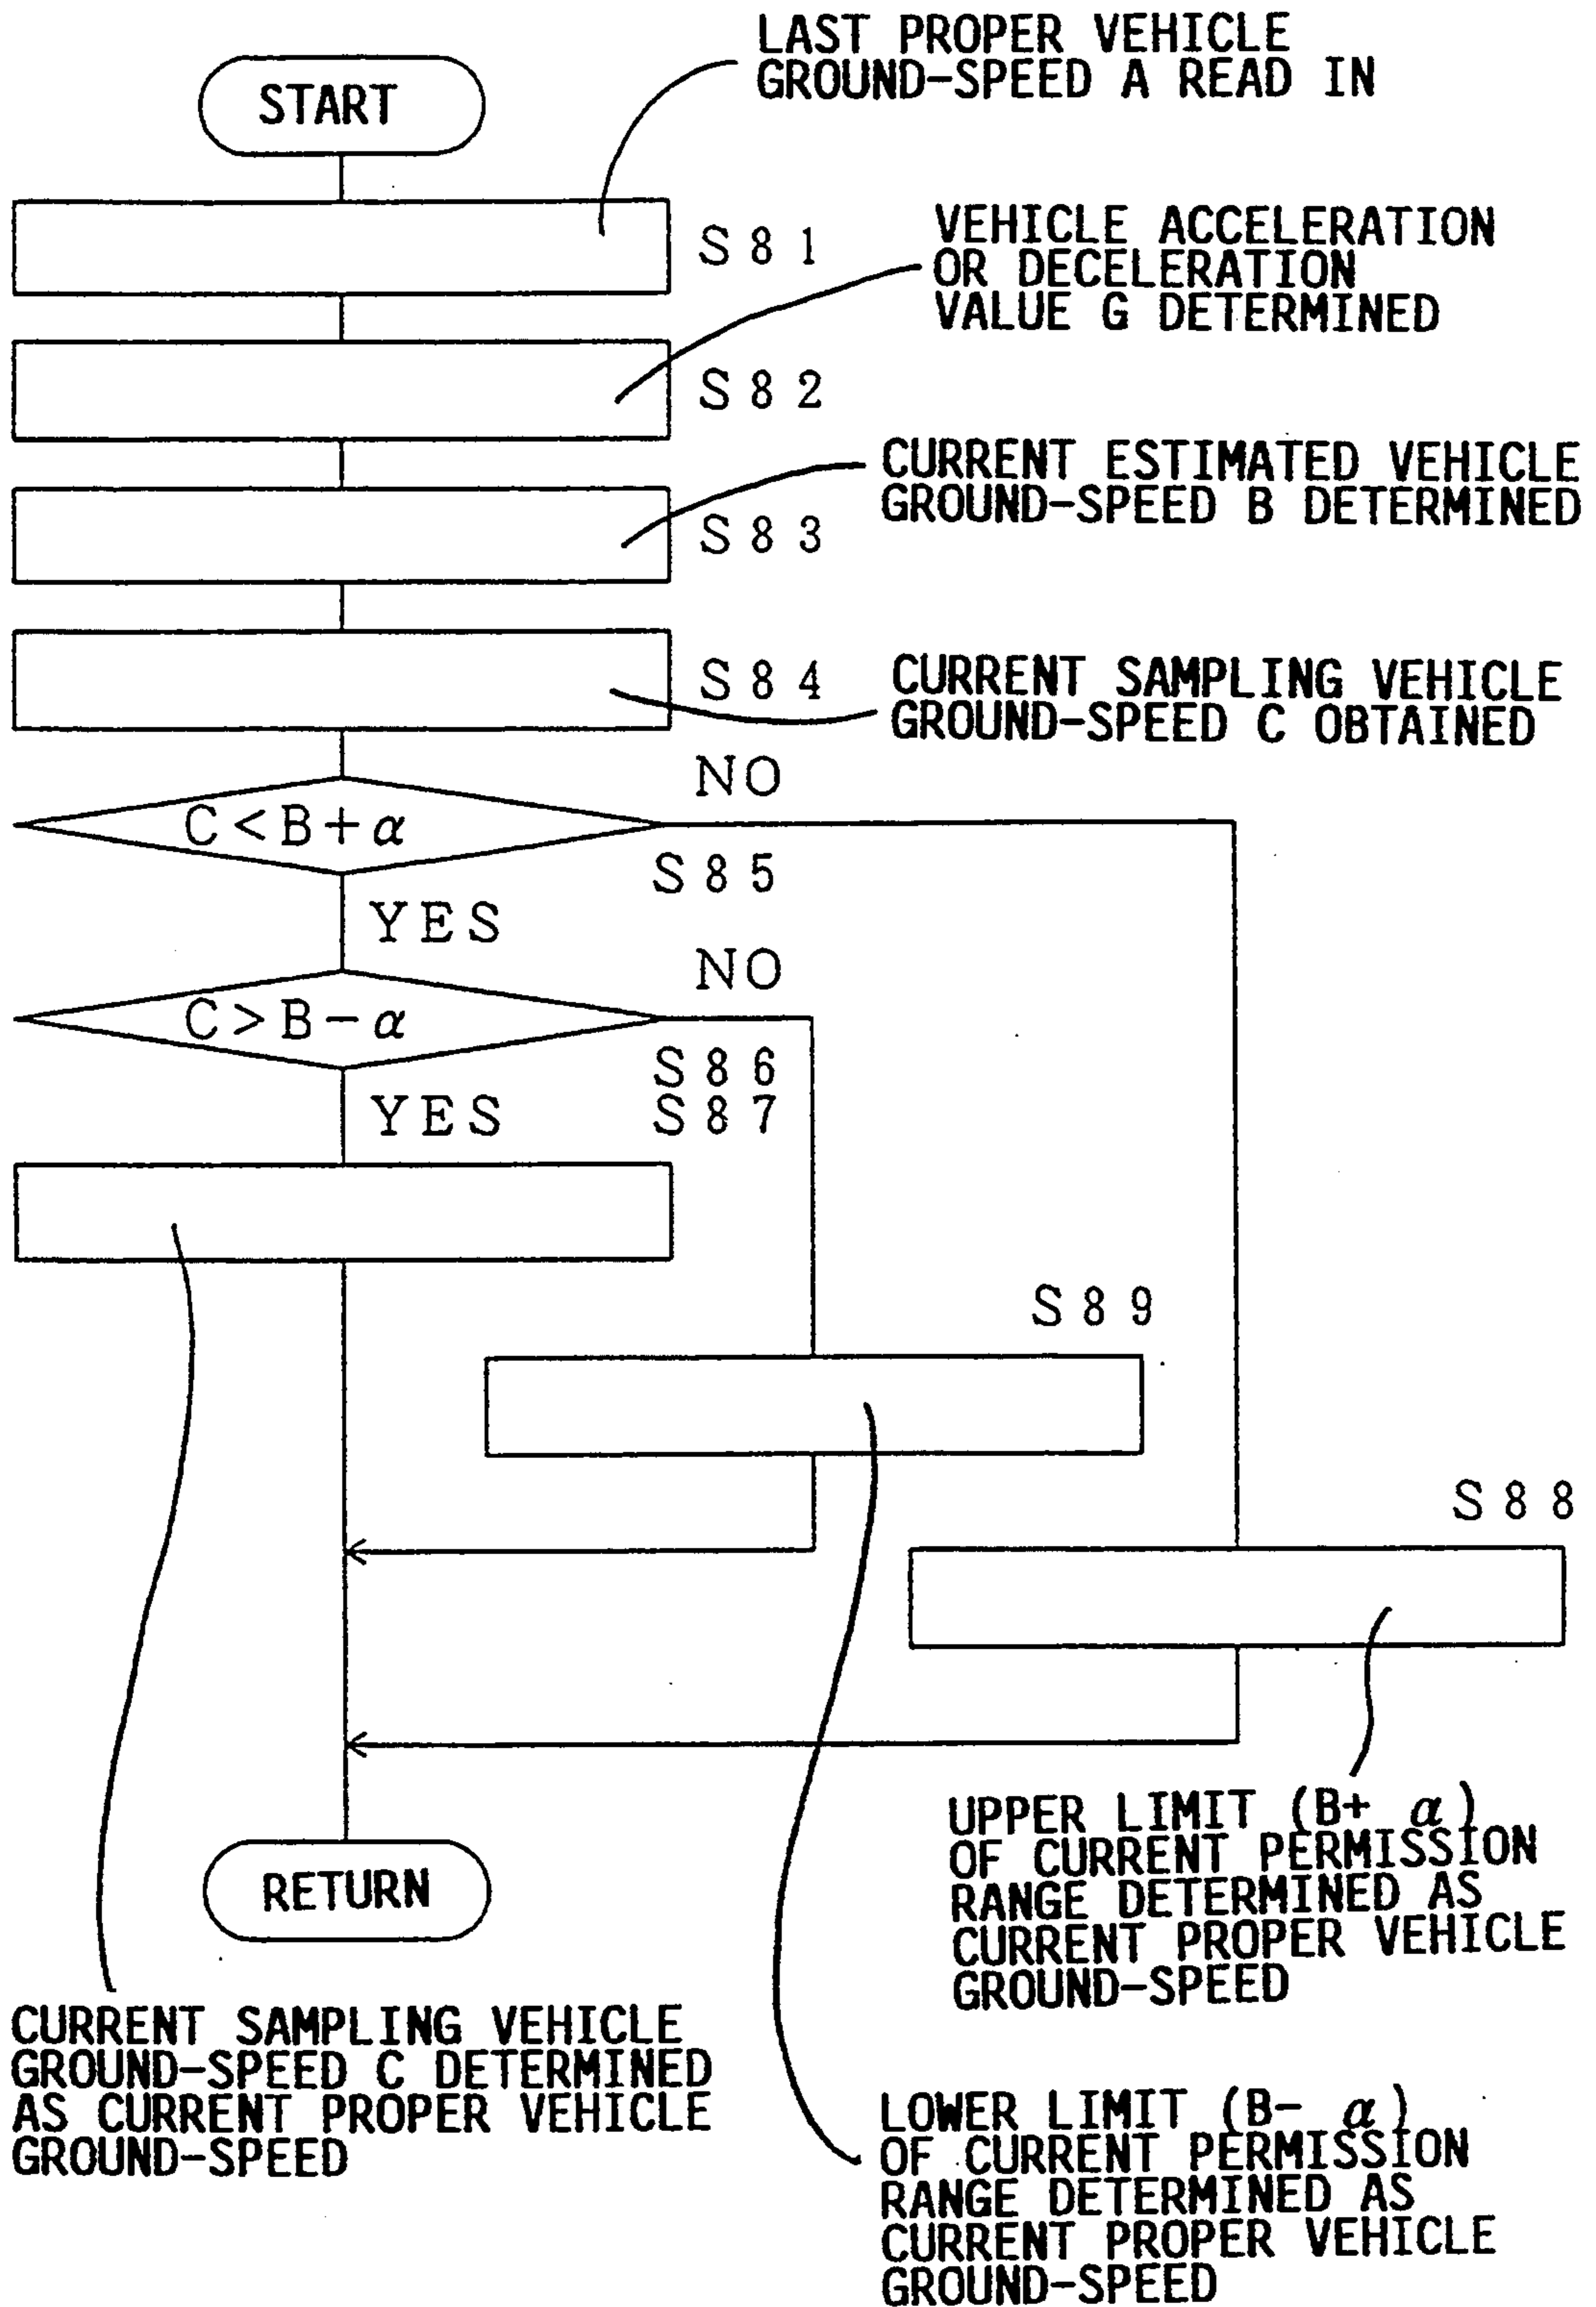 LAST PROPER VEHICLE
GROUND-SPEED A READ IN
START
S81
VEHICLE ACCELERATION
OR DECELERATION
VALUE G DETERMINED
S82
CURRENT ESTIMATED VEHICLE
GROUND-SPEED B DETERMINED
S83
S84
CURRENT SAMPLING VEHICLE
GROUND-SPEED C OBTAINED
NO
C<B+α
S85
YES
NO
C>B−α
S86
YES
S87
S89
S88
UPPER LIMIT (B+ α)
OF CURRENT PERMISSION
RANGE DETERMINED AS
CURRENT PROPER VEHICLE
GROUND-SPEED
RETURN
CURRENT SAMPLING VEHICLE
GROUND-SPEED C DETERMINED
AS CURRENT PROPER VEHICLE
GROUND-SPEED
LOWER LIMIT (B- α)
OF CURRENT PERMISSION
RANGE DETERMINED AS
CURRENT PROPER VEHICLE
GROUND-SPEED